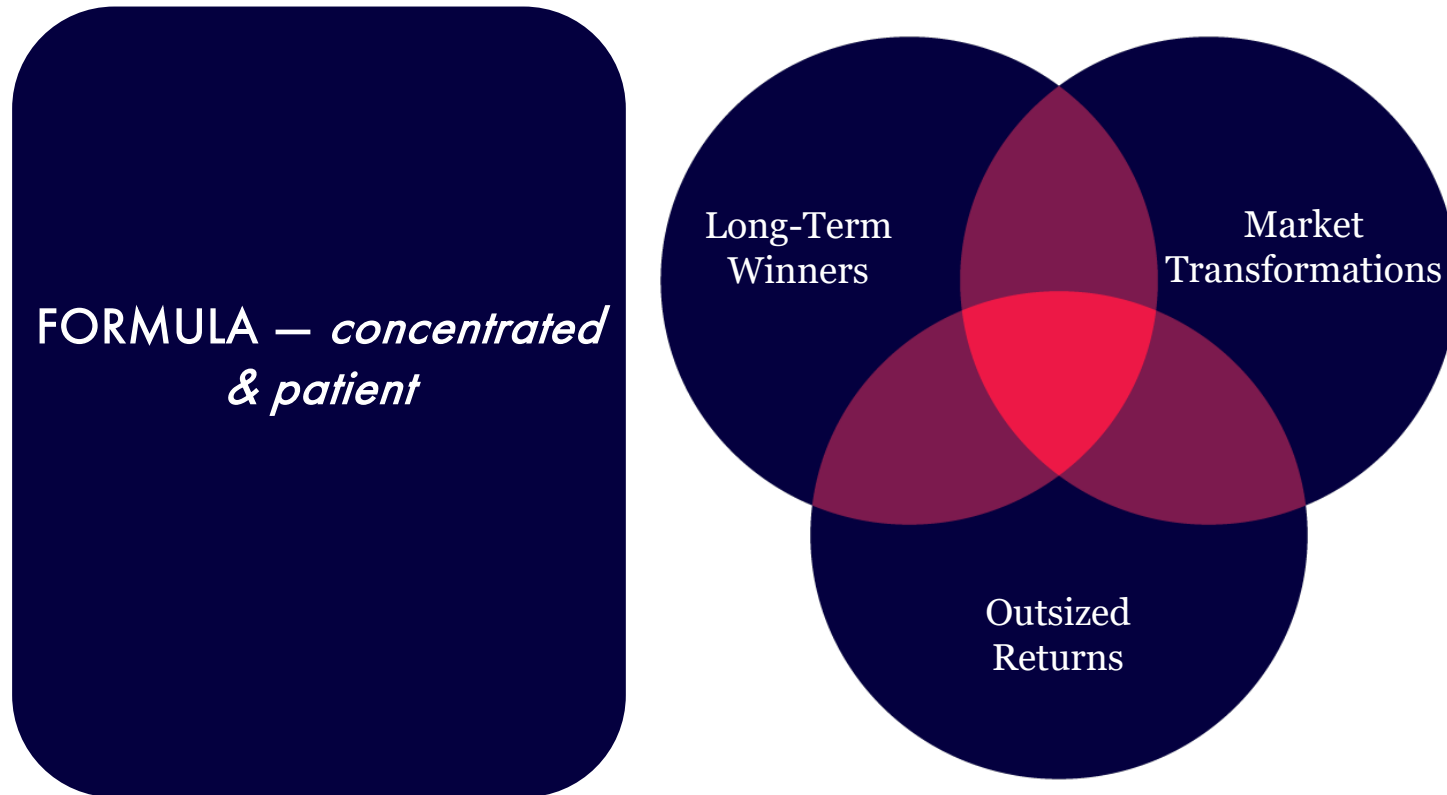 FORMULA — concentrated
& patient
Long-Term
Winners
Market
Transformations
Outsized
Returns